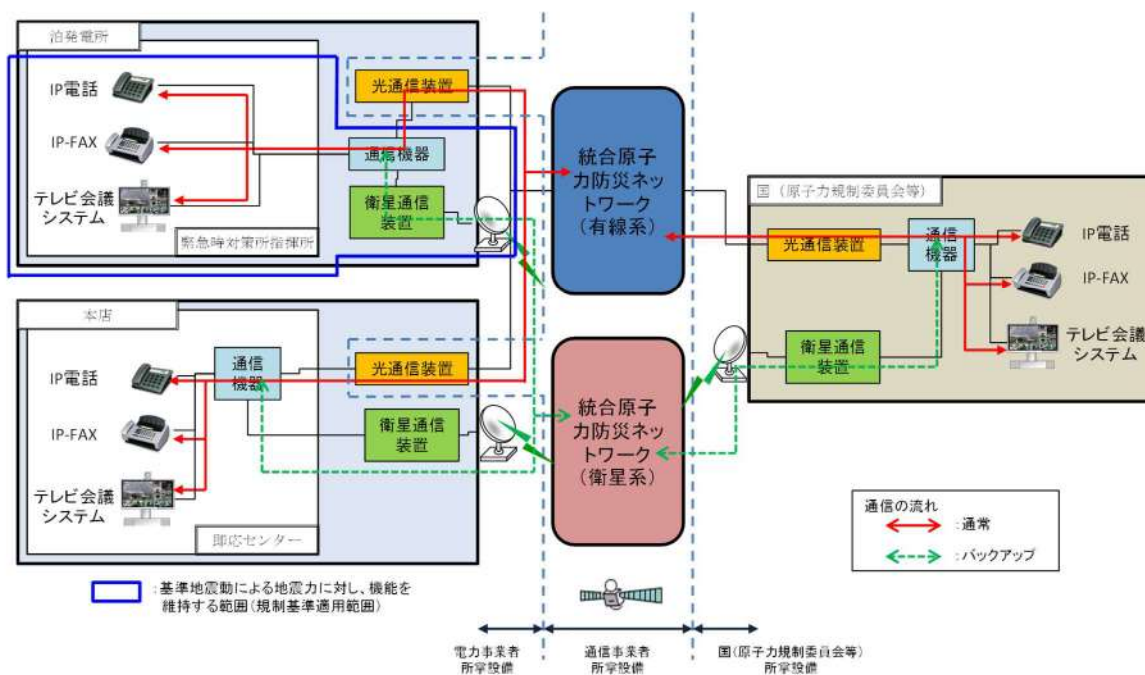 泊発電所
IP電話
IP-FAX
テレビ会議
システム
緊急時対策所指揮所
光通信装置
通信機器
衛星通信
装置
本店
IP電話
IP-FAX
テレビ会議
システム
即応センター
通信
機器
光通信装置
衛星通信
装置
統合原子
力防災ネッ
トワーク
（有線系）
統合原子
力防災ネッ
トワーク
（衛星系）
国（原子力規制委員会等）
光通信装置
通信
機器
衛星通信
装置
IP電話
IP-FAX
テレビ会議
システム
通信の流れ
：通常
：バックアップ
：基準地震動による地震力に対し、機能を
維持する範囲（規制基準適用範囲）
電力事業者
所掌設備
通信事業者
所掌設備
国（原子力規制委員会等）
所掌設備